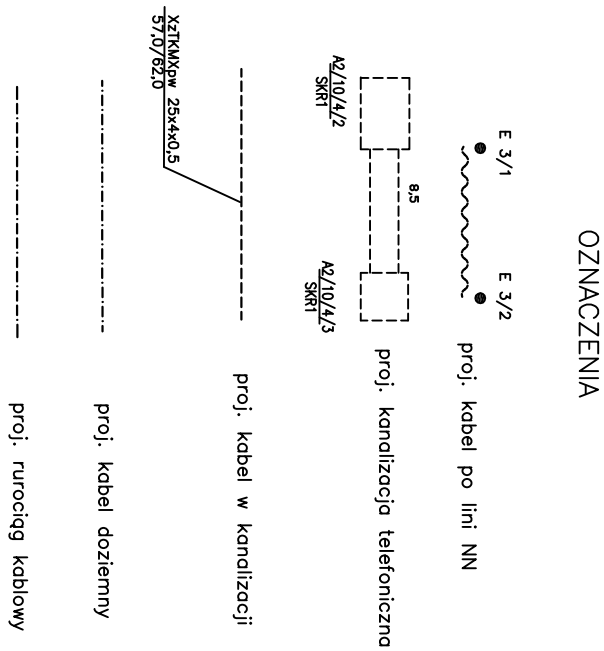 OZNACZENIA
E 3/1
E 3/2
proj. kabel po lini NN
8,5
A2/10/4/2
SKR1
A2/10/4/3
SKR1
proj. kanalizacja telefoniczna
XzTKMXpw 25x4x0,5
57,0/62,0
proj. kabel w kanalizacji
proj. kabel doziemny
proj. rurociąg kablowy